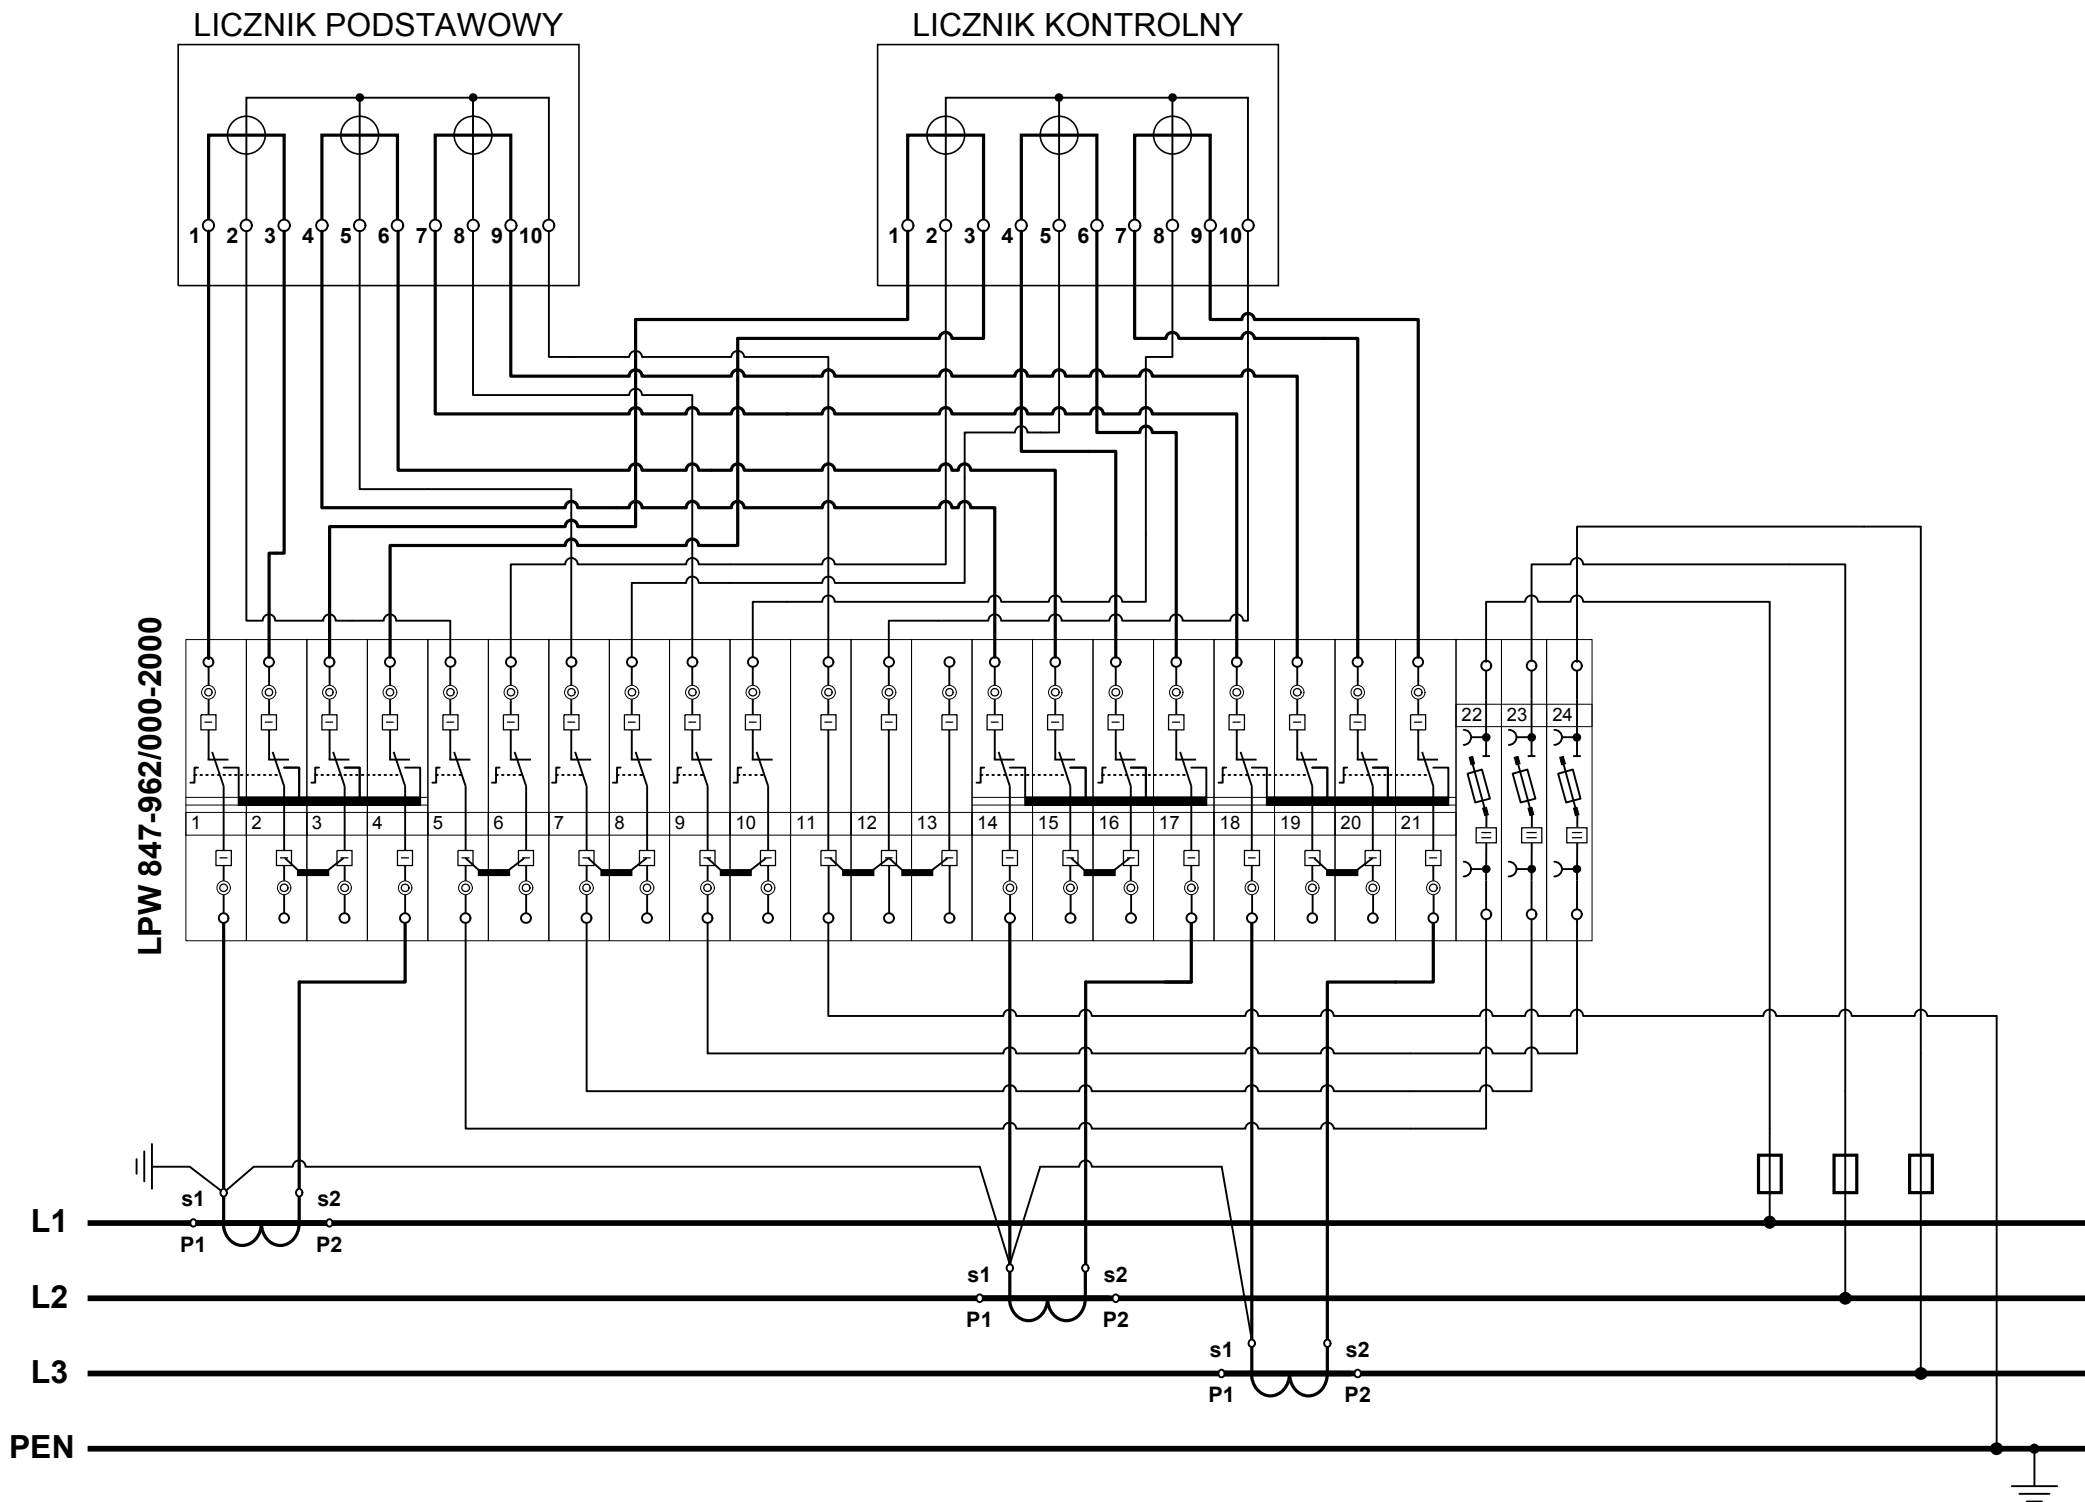 LICZNIK PODSTAWOWY LICZNIK KONTROLNY
1 2 3 4 5 6 7 8 9 10 1 2 3 4 5 6 7 8 9 10
LPW 847-962/000-2000
22 23 24
1 2 3 4 5 6 7 8 9 10 11 12 13 14 15 16 17 18 19 20 21
s1 s2
L1
P1 P2
s1 s2
L2
P1 P2
s1 s2
L3
P1 P2
PEN